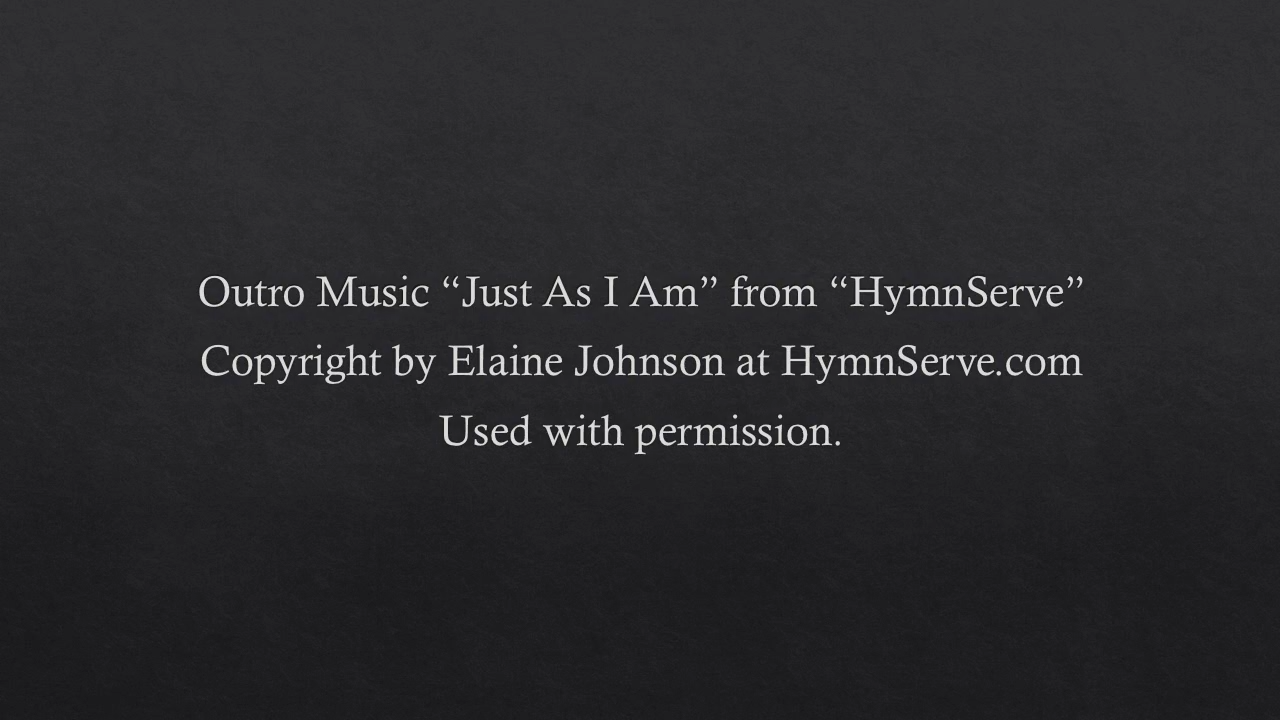 Outro Music “Just As I Am” from “HymnServe”
Copyright by Elaine Johnson at HymnServe.com
Used with permission.